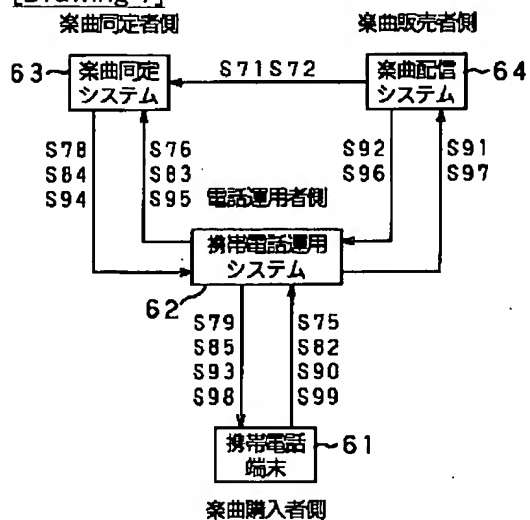 [Drawing 7]
楽曲同定者側
楽曲販売者側
63
楽曲同定
システム
S71S72
楽曲配信
システム
64
S78
S84
S94
S76
S83
S95
S92
S96
S91
S97
電話運用者側
携帯電話運用
システム
62
S79
S85
S93
S98
S75
S82
S90
S99
携帯電話
端末
61
楽曲購入者側